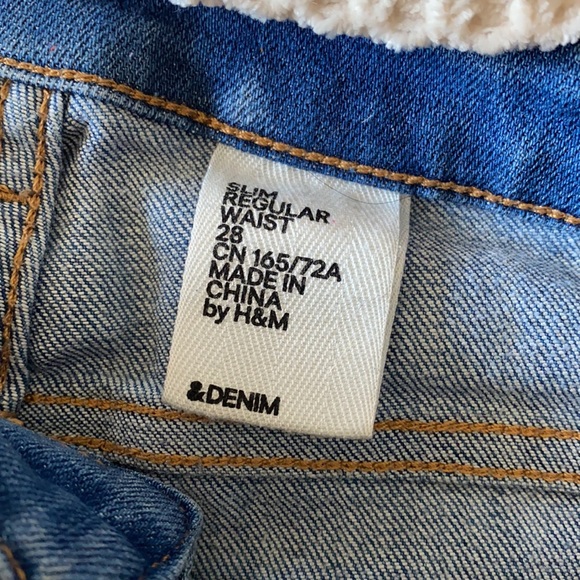 SLIM
REGULAR
WAIST
28
CN 165/72A
MADE IN
CHINA
by H&M
&DENIM